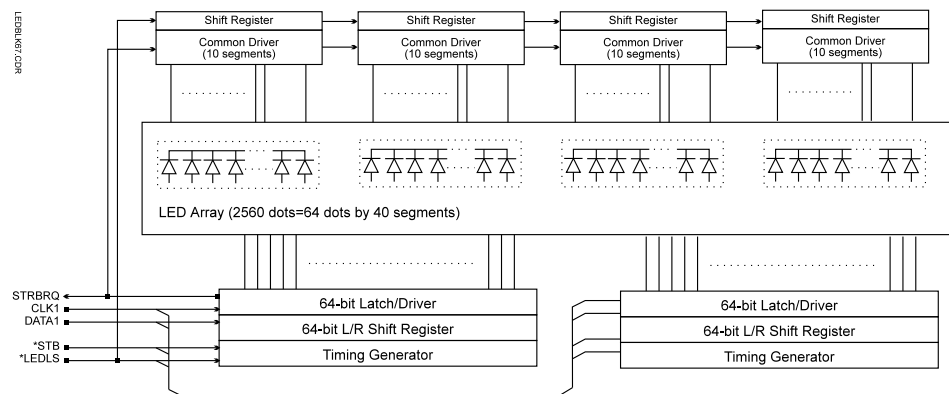 LEDBLK67.CDR
Shift Register
Common Driver
(10 segments)
Shift Register
Common Driver
(10 segments)
Shift Register
Common Driver
(10 segments)
Shift Register
Common Driver
(10 segments)
LED Array (2560 dots=64 dots by 40 segments)
STRBRQ
CLK1
DATA1
*STB
*LEDLS
64-bit Latch/Driver
64-bit L/R Shift Register
Timing Generator
64-bit Latch/Driver
64-bit L/R Shift Register
Timing Generator